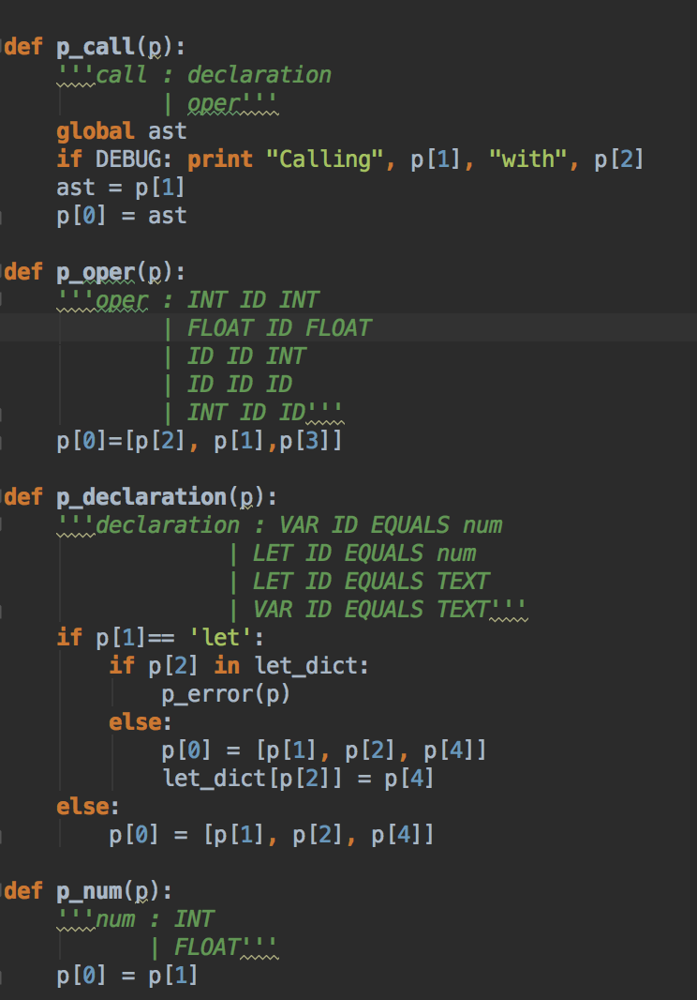 def p_call(p):
    '''call : declaration
            | oper'''
    global ast
    if DEBUG: print "Calling", p[1], "with", p[2]
    ast = p[1]
    p[0] = ast
def p_oper(p):
    '''oper : INT ID INT
            | FLOAT ID FLOAT
            | ID ID INT
            | ID ID ID
            | INT ID ID'''
    p[0]=[p[2], p[1],p[3]]
def p_declaration(p):
    '''declaration : VAR ID EQUALS num
                 | LET ID EQUALS num
                 | LET ID EQUALS TEXT
                 | VAR ID EQUALS TEXT'''
    if p[1]== 'let':
        if p[2] in let_dict:
            p_error(p)
        else:
            p[0] = [p[1], p[2], p[4]]
            let_dict[p[2]] = p[4]
    else:
        p[0] = [p[1], p[2], p[4]]
def p_num(p):
    '''num : INT
           | FLOAT'''
    p[0] = p[1]